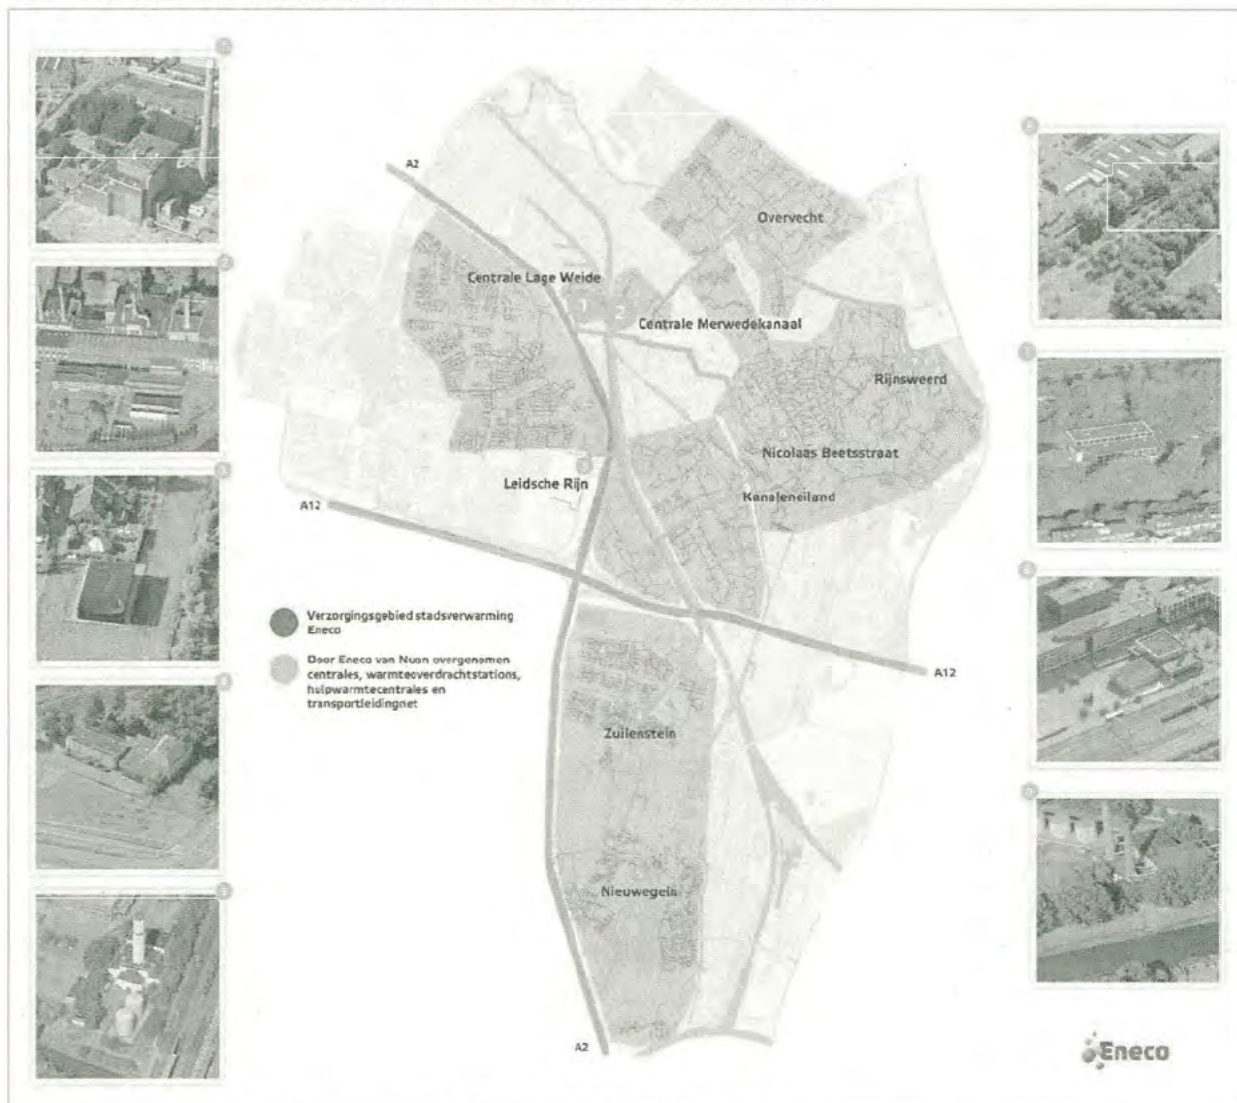 A2
Overvecht
Centrale Lage Weide
1
2
Centrale Merwedekanaal
Rijnsweerd
Nicolaas Beetsstraat
Kanaleneiland
3
Leidsche Rijn
A12
Verzorgingsgebied stadsverwarming
Eneco
Door Eneco van Nuon overgenomen
centrales, warmteoverdrachtstations,
hulpwarmtecentrales en
transportleidingnet
A12
Zuilenstein
Nieuwegein
A2
Eneco